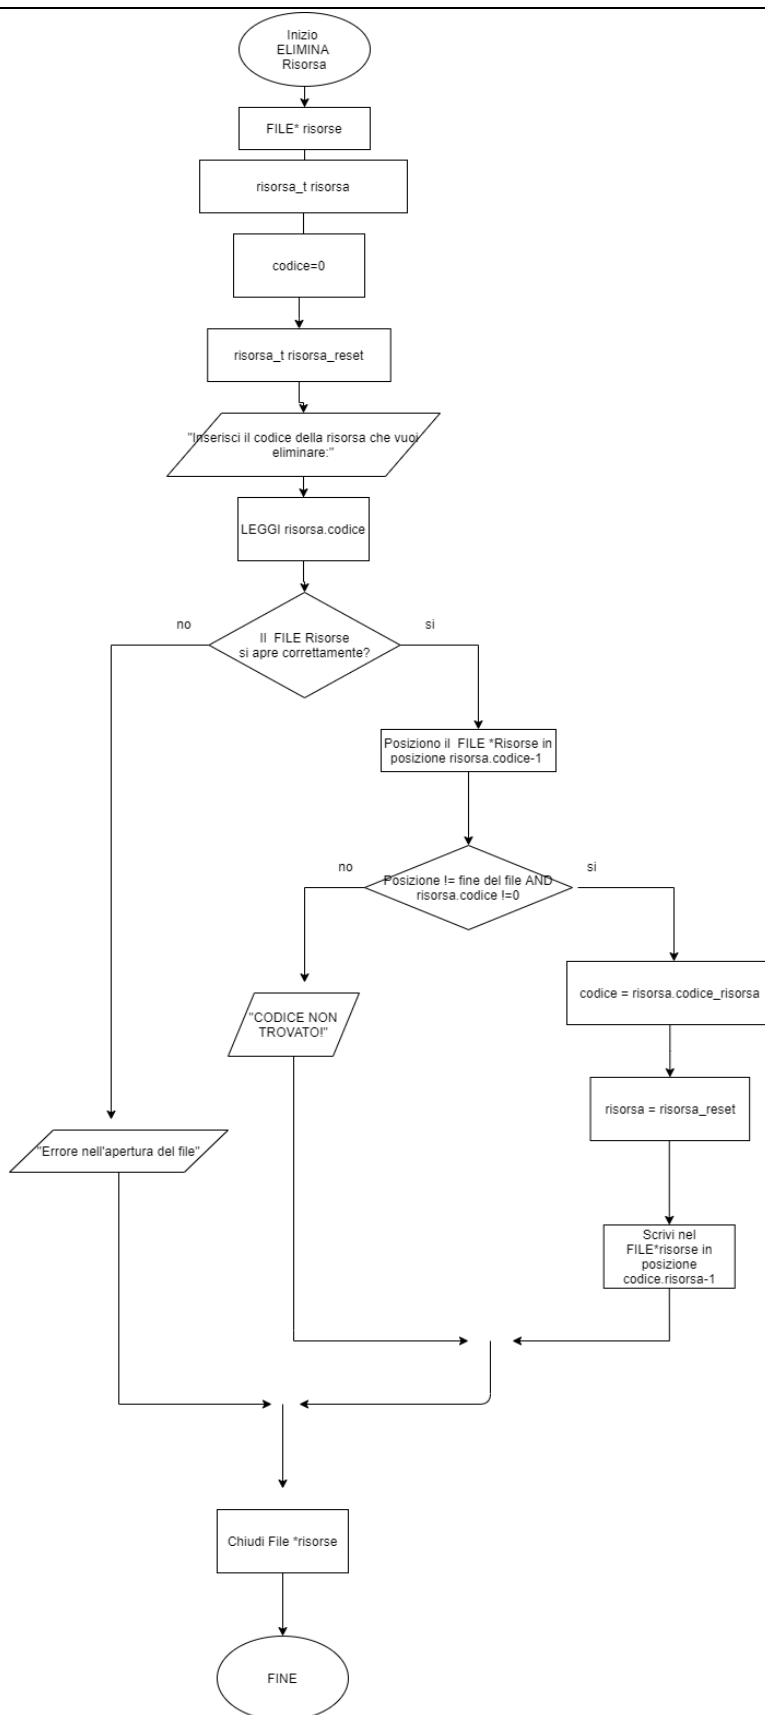 Inizio
ELIMINA
Risorsa
FILE* risorse
risorsa_t risorsa
codice=0
risorsa_t risorsa_reset
"Inserisci il codice della risorsa che vuoi
eliminare:"
LEGGI risorsa.codice
no
si
Il FILE Risorse
si apre correttamente?
Posiziono il FILE *Risorse in
posizione risorsa.codice-1
no
si
Posizione != fine del file AND
risorsa.codice !=0
codice = risorsa.codice_risorsa
"CODICE NON
TROVATO!"
risorsa = risorsa_reset
"Errore nell'apertura del file"
Scrivi nel
FILE*risorse in
posizione
codice.risorsa-1
Chiudi File *risorse
FINE